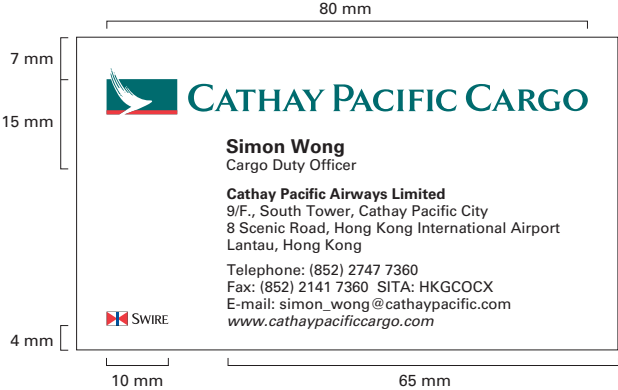 80 mm
7 mm
15 mm
CATHAY PACIFIC CARGO
Simon Wong
Cargo Duty Officer
Cathay Pacific Airways Limited
9/F., South Tower, Cathay Pacific City
8 Scenic Road, Hong Kong International Airport
Lantau, Hong Kong
Telephone: (852) 2747 7360
Fax: (852) 2141 7360 SITA: HKGCOCX
E-mail: simon_wong@cathaypacific.com
www.cathaypacificcargo.com
SWIRE
4 mm
10 mm
65 mm